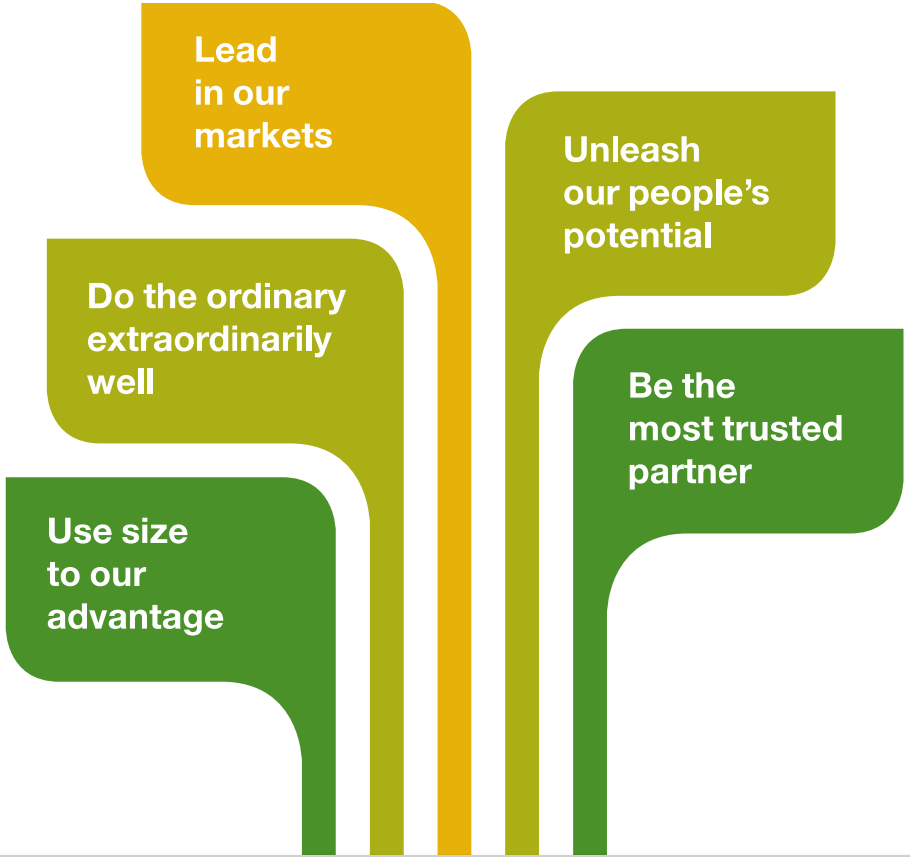 Lead
in our
markets
Unleash
our people’s
potential
Do the ordinary
extraordinarily
well
Be the
most trusted
partner
Use size
to our
advantage